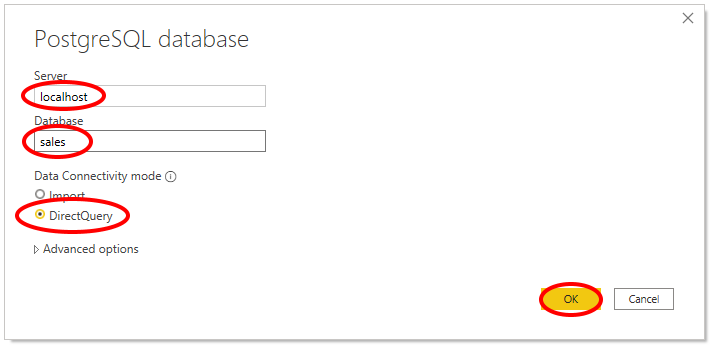 PostgreSQL database
Server
localhost
Database
sales
Data Connectivity mode
Import
DirectQuery
Advanced options
OK
Cancel